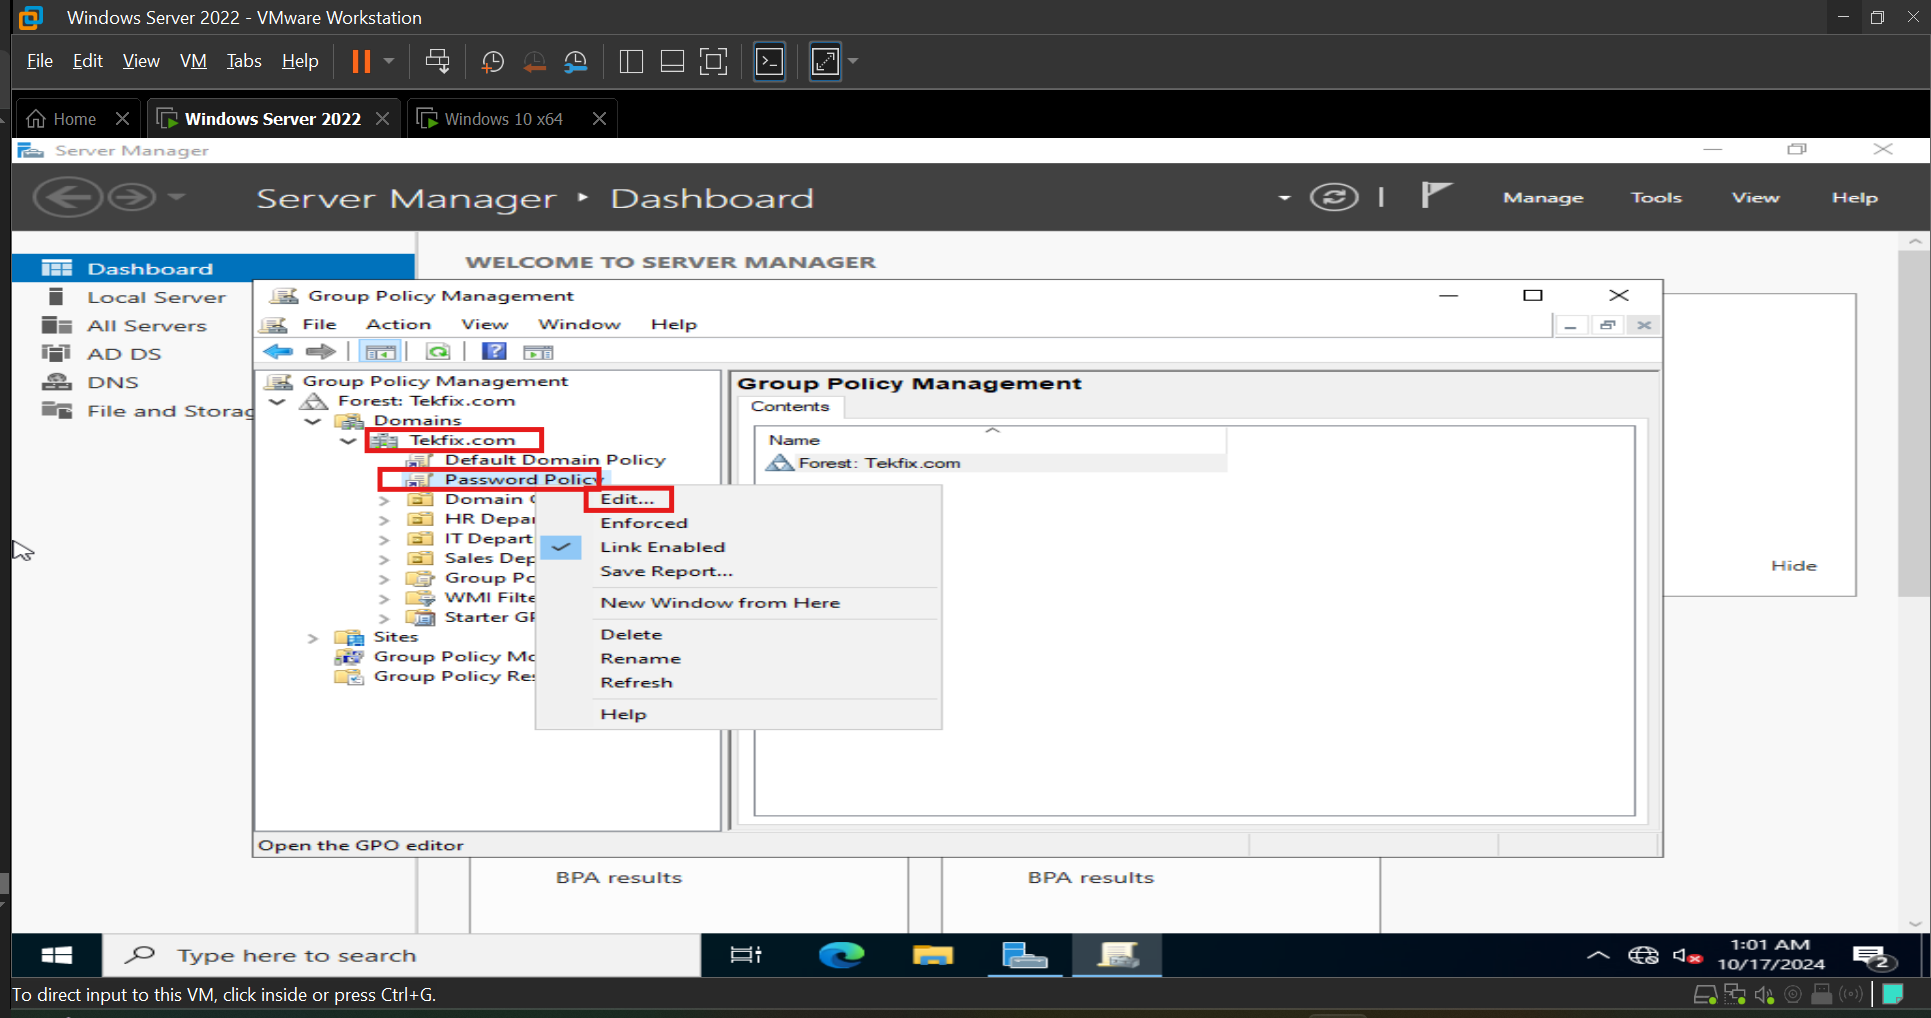 Windows Server 2022 - VMware Workstation
File Edit View VM Tabs Help
Home Windows Server 2022 Windows 10 x64
Server Manager
Server Manager Dashboard Manage Tools View Help
WELCOME TO SERVER MANAGER
Dashboard
Local Server
All Servers
AD DS
DNS
File and Storag
Group Policy Management
File Action View Window Help
Group Policy Management
Forest: Tekfix.com
Domains
Tekfix.com
Default Domain Policy
Password Policy
Domain
HR Depar
IT Depart
Sales Dep
Group Po
WMI Filte
Starter GP
Sites
Group Policy Mo
Group Policy Res
Edit...
Enforced
Link Enabled
Save Report...
New Window from Here
Delete
Rename
Refresh
Help
Group Policy Management
Contents
Name
Forest: Tekfix.com
Hide
Open the GPO editor
BPA results BPA results
Type here to search
1:01 AM
10/17/2024
2
To direct input to this VM, click inside or press Ctrl+G.